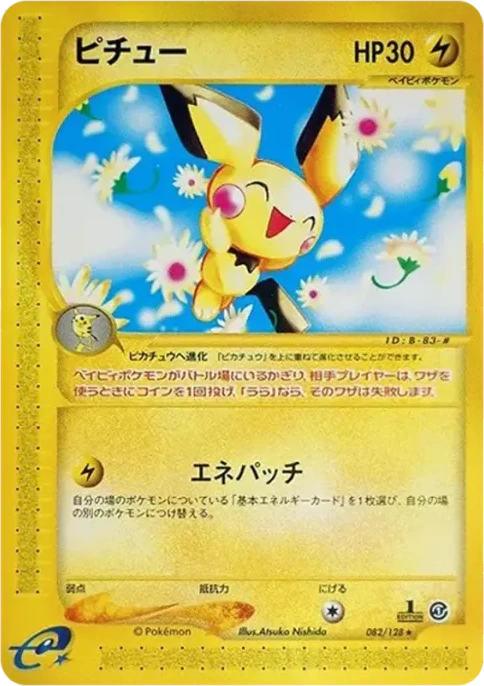 ピチュー HP30
ベイビィポケモン
ID:B-83-#
ピカチュウへ進化 「ピカチュウ」を上に重ねて進化させることができます。
ベイビィポケモンがバトル場にいるかぎり、相手プレイヤーは、ワザを
使うときにコインを1回投げ、「うら」なら、そのワザは失敗します。
エネパッチ
自分の場のポケモンについている「基本エネルギーカード」を1枚選び、自分の場
の別のポケモンにつけ替える。
弱点 抵抗力 にげる
1
EDITION
© Pokémon Illus.Atsuko Nishida 082/128 ★
e